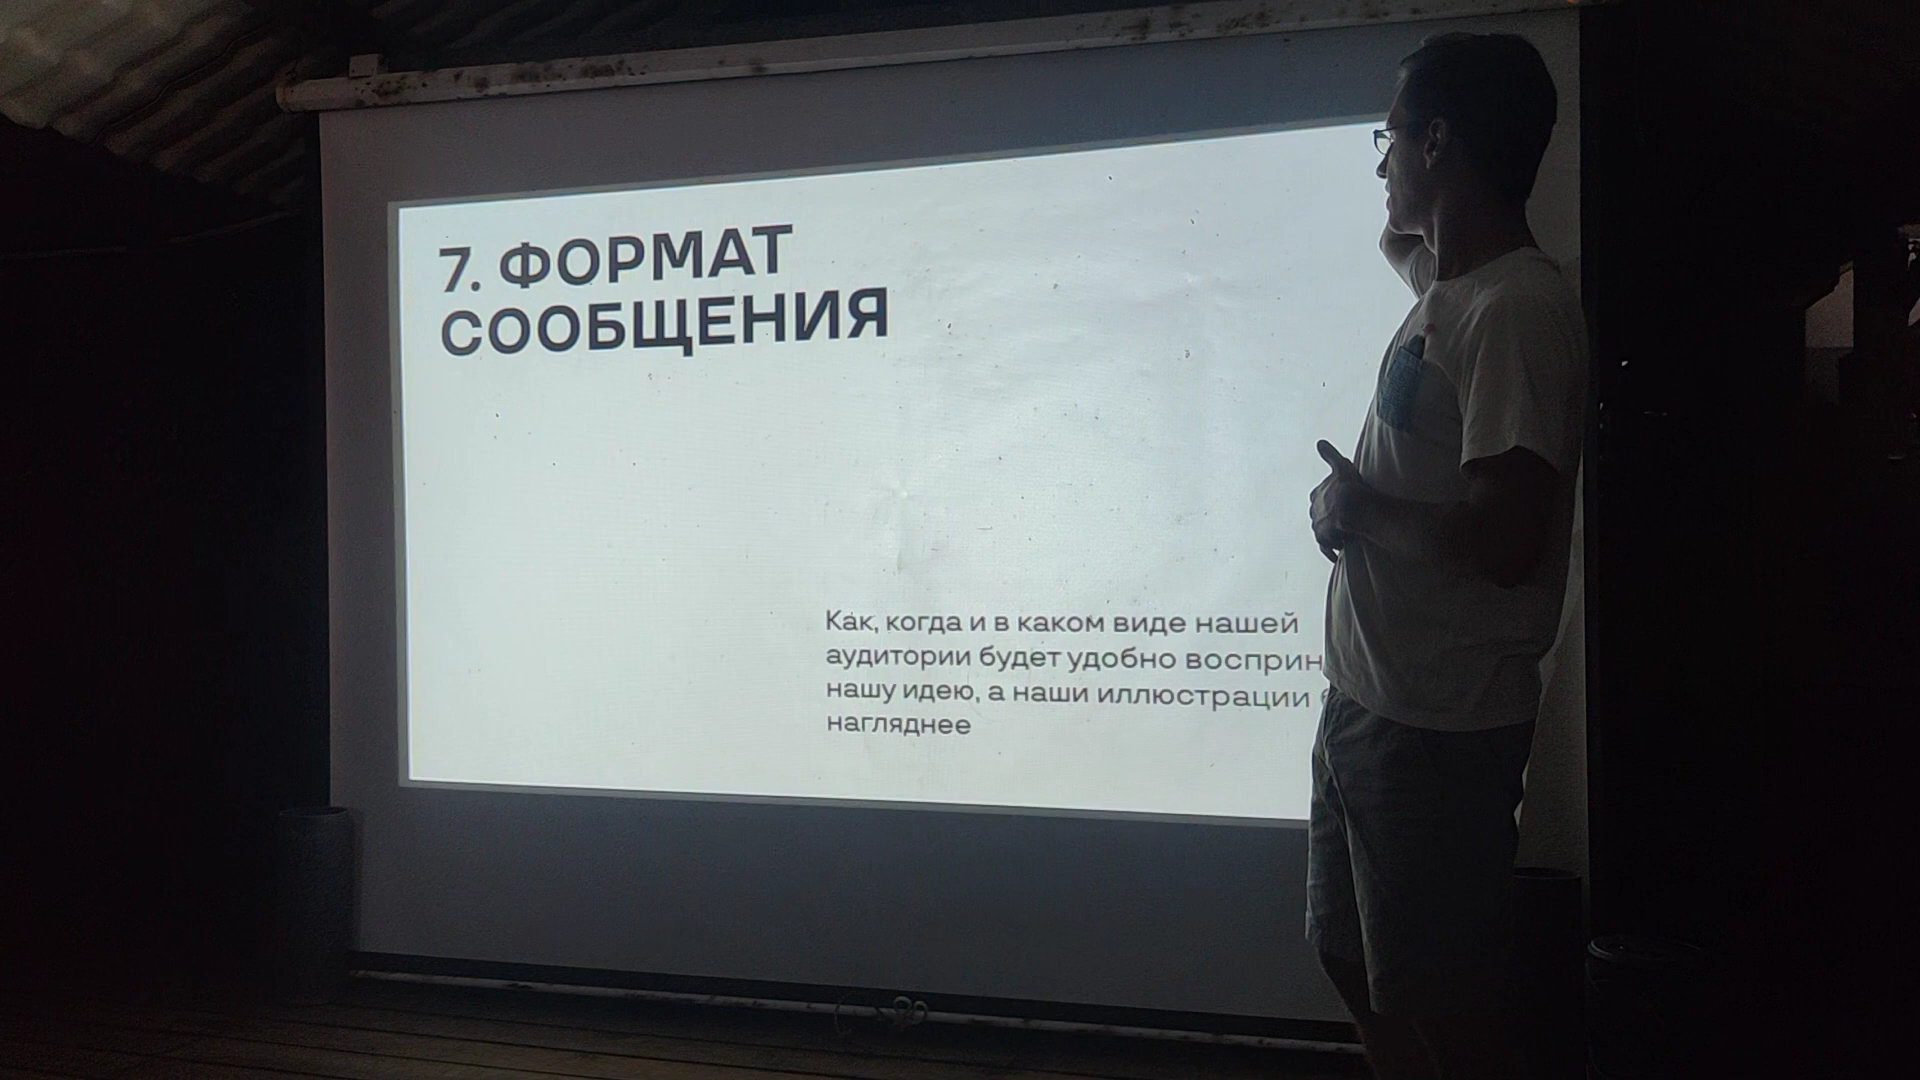 7. ФОРМАТ
СООБЩЕНИЯ
Как, когда и в каком виде нашей
аудитории будет удобно
нашу идею, а наши иллюстрации
нагляднее